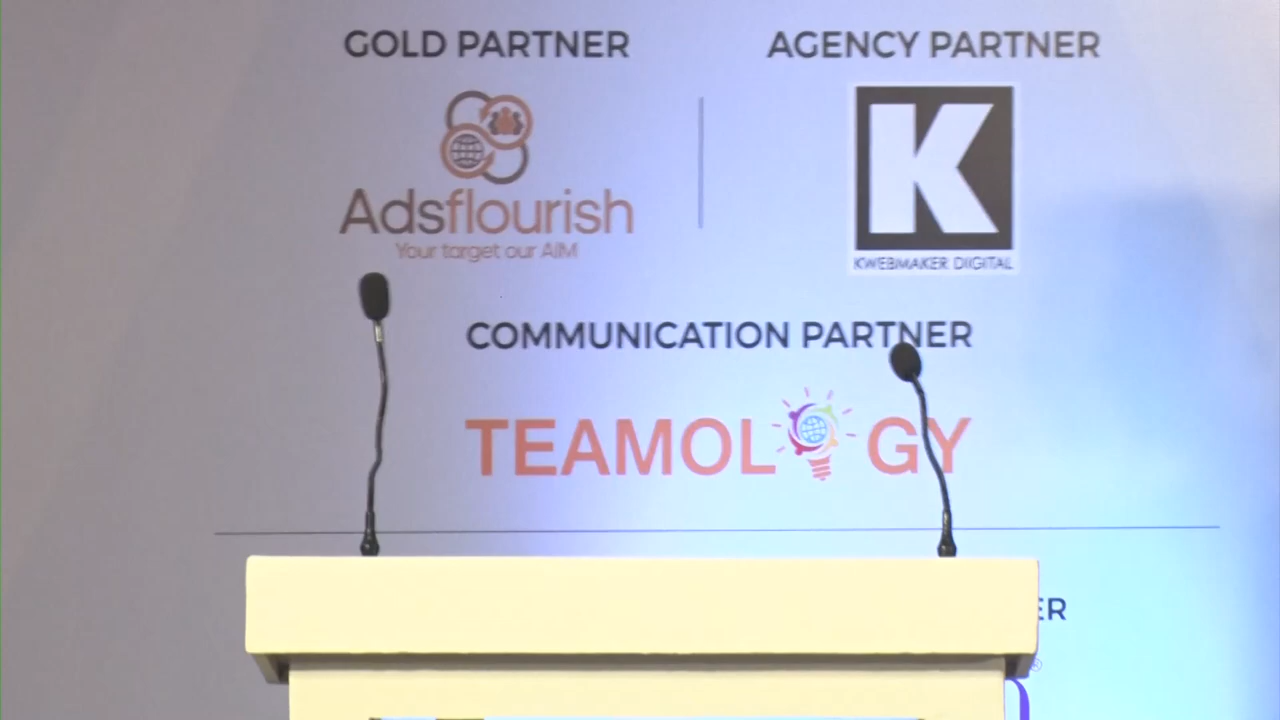 GOLD PARTNER
AGENCY PARTNER
Adsflourish
Your target our AIM
K
KWEBMAKER DIGITAL
COMMUNICATION PARTNER
TEAMOLOGY